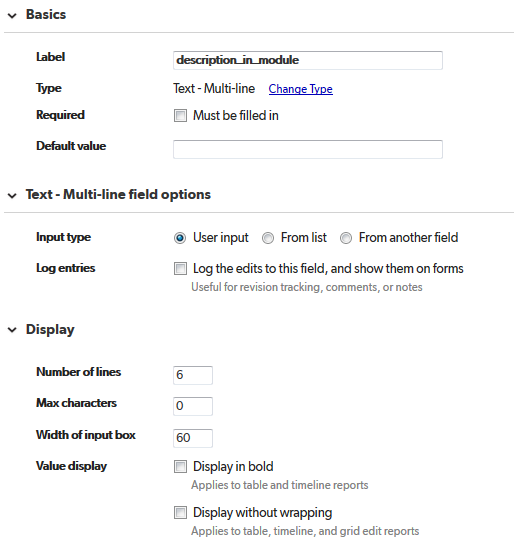 Basics
Label description_in_module
Type Text - Multi-line Change Type
Required Must be filled in
Default value
Text - Multi-line field options
Input type User input From list From another field
Log entries Log the edits to this field, and show them on forms
Useful for revision tracking, comments, or notes
Display
Number of lines 6
Max characters 0
Width of input box 60
Value display Display in bold
Applies to table and timeline reports
Display without wrapping
Applies to table, timeline, and grid edit reports